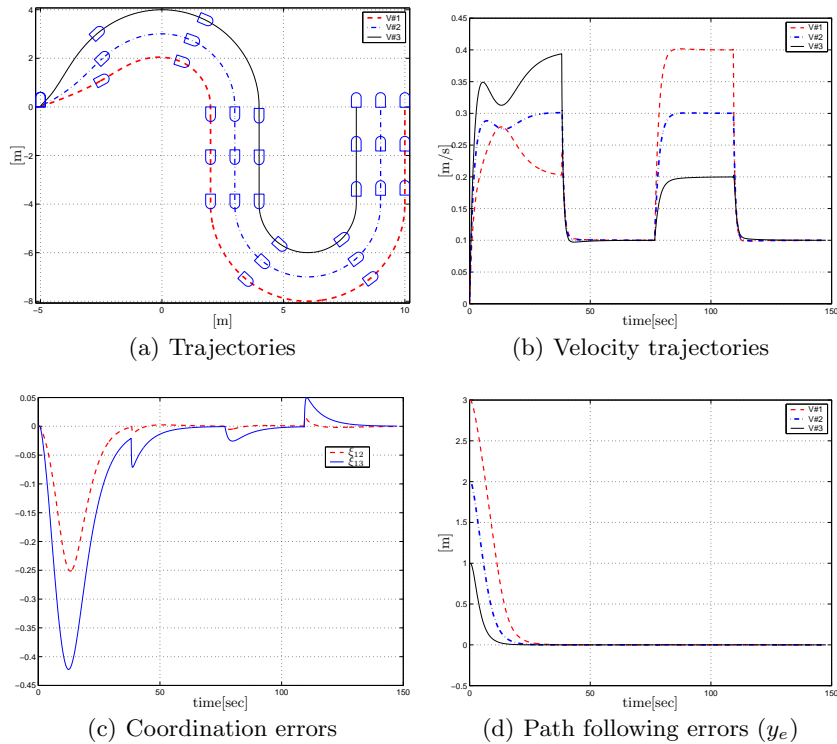 4
2
0
−2
−4
−6
−8
[m]
−5
0
5
10
[m]
V#1
V#2
V#3
(a) Trajectories
0.45
0.4
0.35
0.3
0.25
0.2
0.15
0.1
0.05
0
[m/s]
0
50
100
150
time[sec]
V#1
V#2
V#3
(b) Velocity trajectories
0.05
0
−0.05
−0.1
−0.15
−0.2
−0.25
−0.3
−0.35
−0.4
−0.45
0
50
100
150
time[sec]
ξ12
ξ13
(c) Coordination errors
3
2.5
2
1.5
1
0.5
0
−0.5
[m]
0
50
100
150
time[sec]
V#1
V#2
V#3
(d) Path following errors (ye)